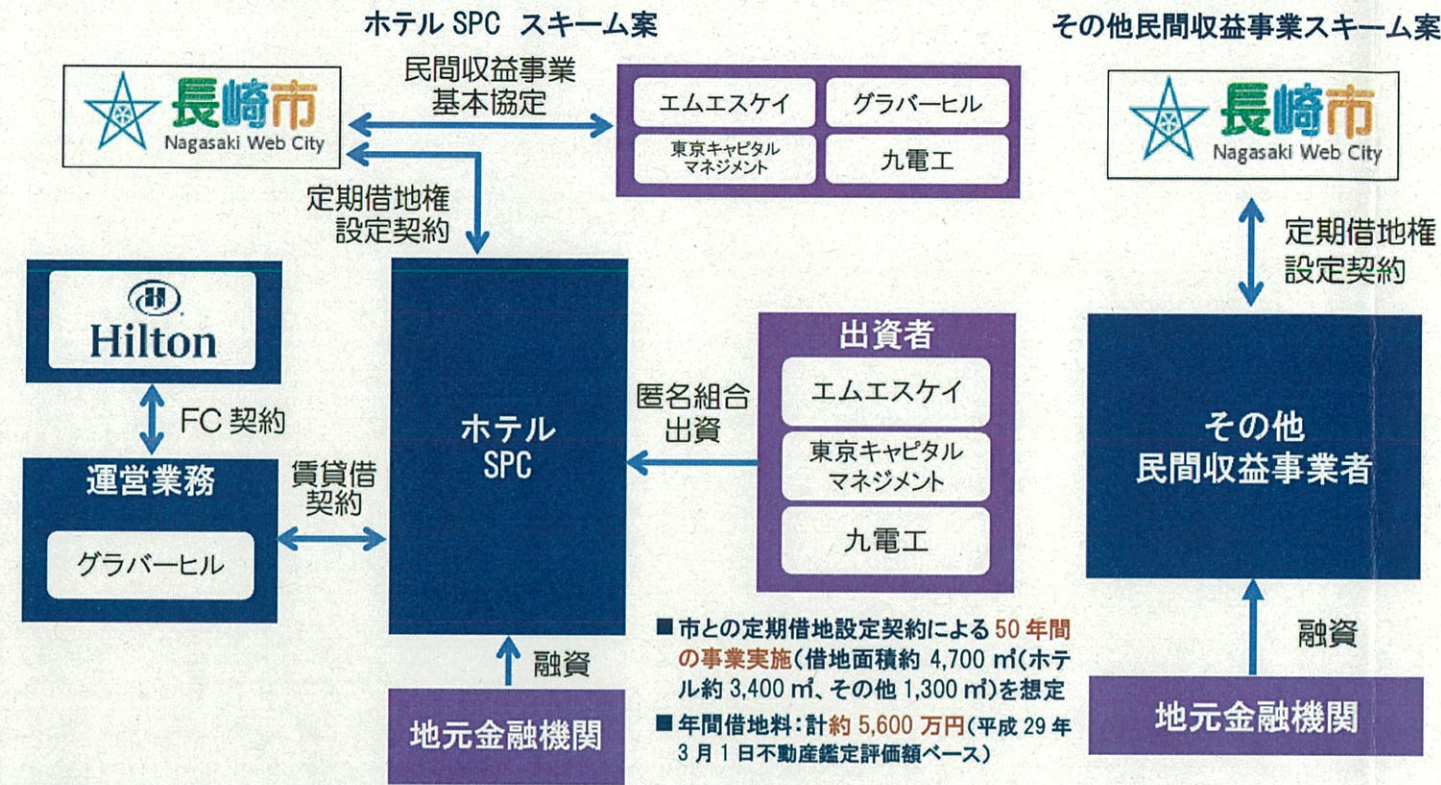 ホテル SPC スキーム案
長崎市
Nagasaki Web City
民間収益事業
基本協定
エムエスケイ
グラバーヒル
東京キャピタル
マネジメント
九電工
定期借地権
設定契約
Hilton
FC 契約
運営業務
グラバーヒル
賃貸借
契約
ホテル
SPC
匿名組合
出資
出資者
エムエスケイ
東京キャピタル
マネジメント
九電工
融資
地元金融機関
■市との定期借地設定契約による 50 年間
の事業実施(借地面積約 4,700 ㎡(ホテ
ル約 3,400 ㎡、その他 1,300 ㎡)を想定
■年間借地料:計約 5,600 万円(平成 29 年
3 月 1 日不動産鑑定評価額ベース)
その他民間収益事業スキーム案
長崎市
Nagasaki Web City
定期借地権
設定契約
その他
民間収益事業者
融資
地元金融機関